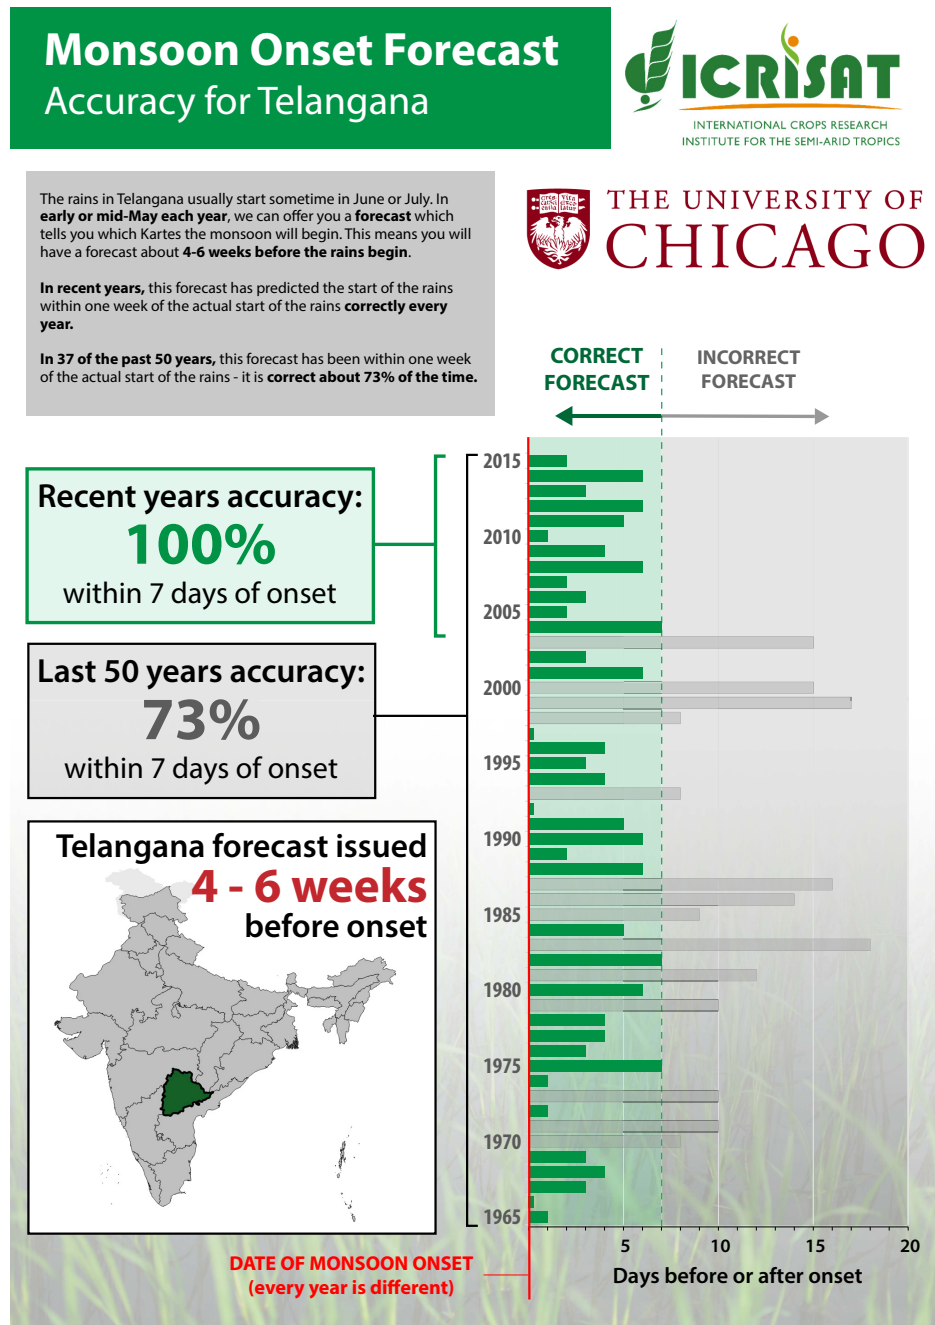 Monsoon Onset Forecast
Accuracy for Telangana
ICRISAT
INTERNATIONAL CROPS RESEARCH
INSTITUTE FOR THE SEMI-ARID TROPICS
The rains in Telangana usually start sometime in June or July. In
early or mid-May each year, we can offer you a forecast which
tells you which Kartes the monsoon will begin. This means you will
have a forecast about 4-6 weeks before the rains begin.
In recent years, this forecast has predicted the start of the rains
within one week of the actual start of the rains correctly every
year.
In 37 of the past 50 years, this forecast has been within one week
of the actual start of the rains - it is correct about 73% of the time.
THE UNIVERSITY OF
CHICAGO
CORRECT
FORECAST
INCORRECT
FORECAST
Recent years accuracy:
100%
within 7 days of onset
Last 50 years accuracy:
73%
within 7 days of onset
Telangana forecast issued
4 - 6 weeks
before onset
2015
2010
2005
2000
1995
1990
1985
1980
1975
1970
1965
5 10 15 20
Days before or after onset
DATE OF MONSOON ONSET
(every year is different)